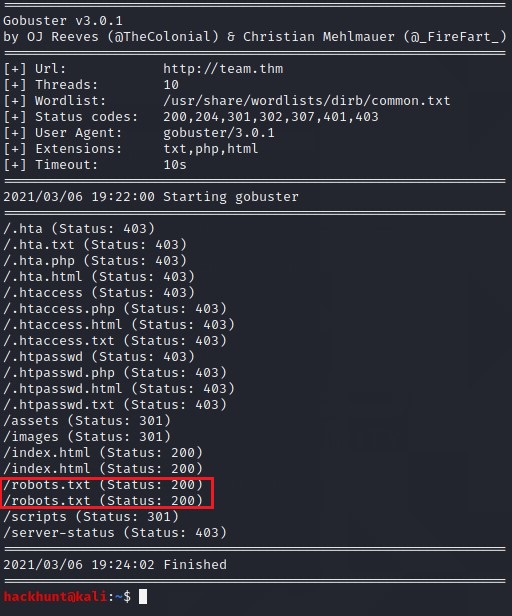 ===============================================================
Gobuster v3.0.1
by OJ Reeves (@TheColonial) & Christian Mehlmauer (@_FireFart_)
===============================================================
[+] Url:            http://team.thm
[+] Threads:        10
[+] Wordlist:       /usr/share/wordlists/dirb/common.txt
[+] Status codes:   200,204,301,302,307,401,403
[+] User Agent:     gobuster/3.0.1
[+] Extensions:     txt,php,html
[+] Timeout:        10s
===============================================================
2021/03/06 19:22:00 Starting gobuster
===============================================================
/.hta (Status: 403)
/.hta.txt (Status: 403)
/.hta.php (Status: 403)
/.hta.html (Status: 403)
/.htaccess (Status: 403)
/.htaccess.php (Status: 403)
/.htaccess.html (Status: 403)
/.htaccess.txt (Status: 403)
/.htpasswd (Status: 403)
/.htpasswd.php (Status: 403)
/.htpasswd.html (Status: 403)
/.htpasswd.txt (Status: 403)
/assets (Status: 301)
/images (Status: 301)
/index.html (Status: 200)
/index.html (Status: 200)
/robots.txt (Status: 200)
/robots.txt (Status: 200)
/scripts (Status: 301)
/server-status (Status: 403)
===============================================================
2021/03/06 19:24:02 Finished
===============================================================
hackhunt@kali:~$